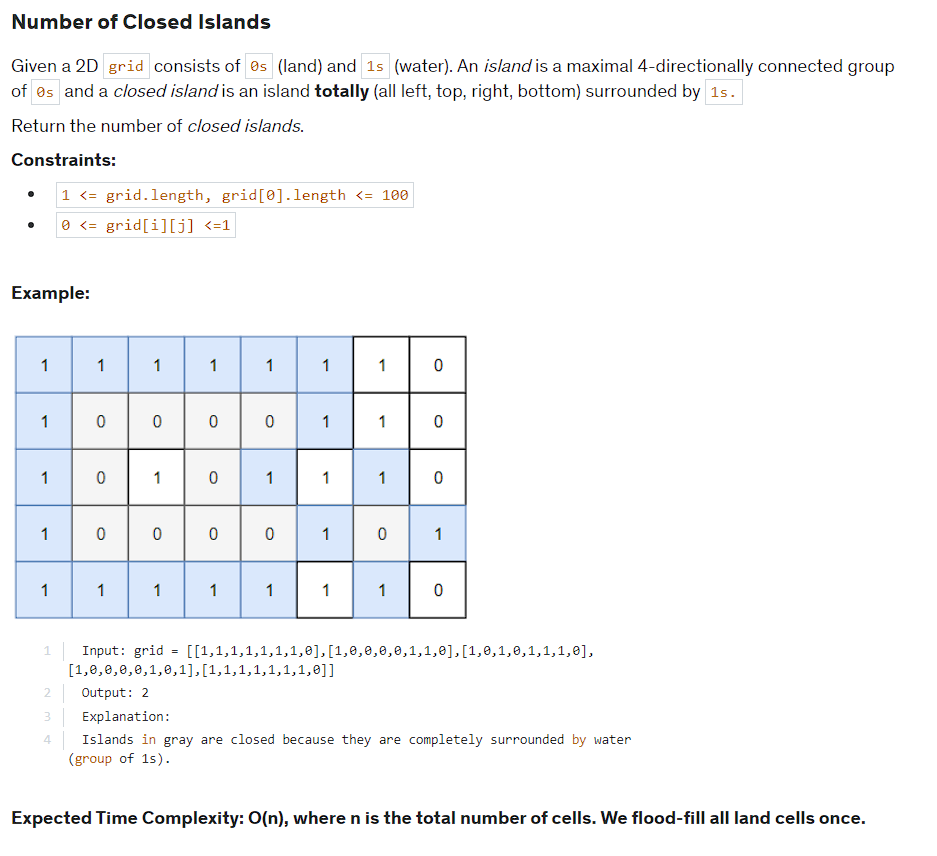 Number of Closed Islands
Given a 2D grid consists of 0s (land) and 1s (water). An island is a maximal 4-directionally connected group
of 0s and a closed island is an island totally (all left, top, right, bottom) surrounded by 1s.
Return the number of closed islands.
Constraints:
• 1 <= grid.length, grid[0].length <= 100
• 0 <= grid[i][j] <=1
Example:
1 1 1 1 1 1 1 0
1 0 0 0 0 1 1 0
1 0 1 0 1 1 1 0
1 0 0 0 0 1 0 1
1 1 1 1 1 1 1 0
1 Input: grid = [[1,1,1,1,1,1,1,0],[1,0,0,0,0,1,1,0],[1,0,1,0,1,1,1,0],
[1,0,0,0,0,1,0,1],[1,1,1,1,1,1,1,0]]
2 Output: 2
3 Explanation:
4 Islands in gray are closed because they are completely surrounded by water
(group of 1s).
Expected Time Complexity: O(n), where n is the total number of cells. We flood-fill all land cells once.